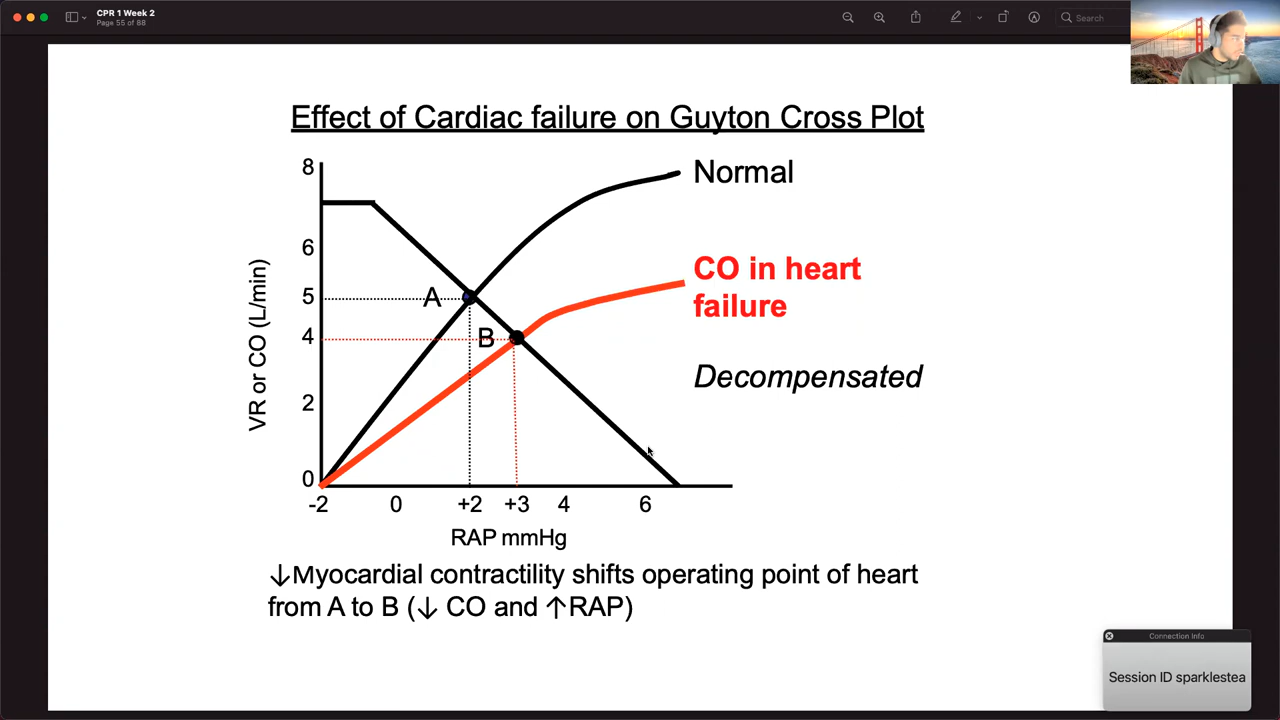 CPR 1 Week 2
Page 55 of 88
Search
Effect of Cardiac failure on Guyton Cross Plot
8
6
5
4
2
0
VR or CO (L/min)
A
B
Normal
CO in heart
failure
Decompensated
-2 0 +2 +3 4 6
RAP mmHg
↓Myocardial contractility shifts operating point of heart
from A to B (↓ CO and ↑RAP)
Connection Info
Session ID sparklestea